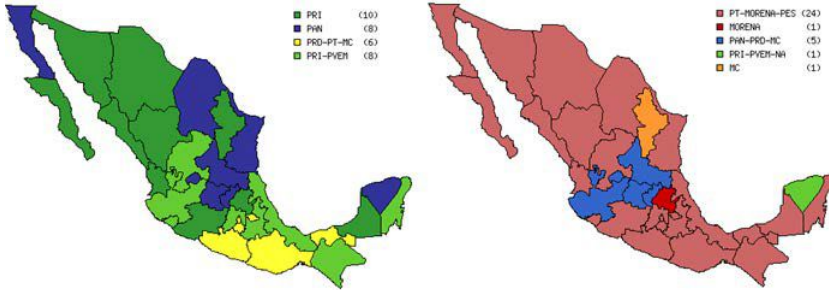 PRI (10)
PAN (8)
PRD-PT-MC (6)
PRI-PVEM (8)
PT-MORENA-PES (24)
MORENA (1)
PAN-PRD-MC (5)
PRI-PVEM-NA (1)
MC (1)